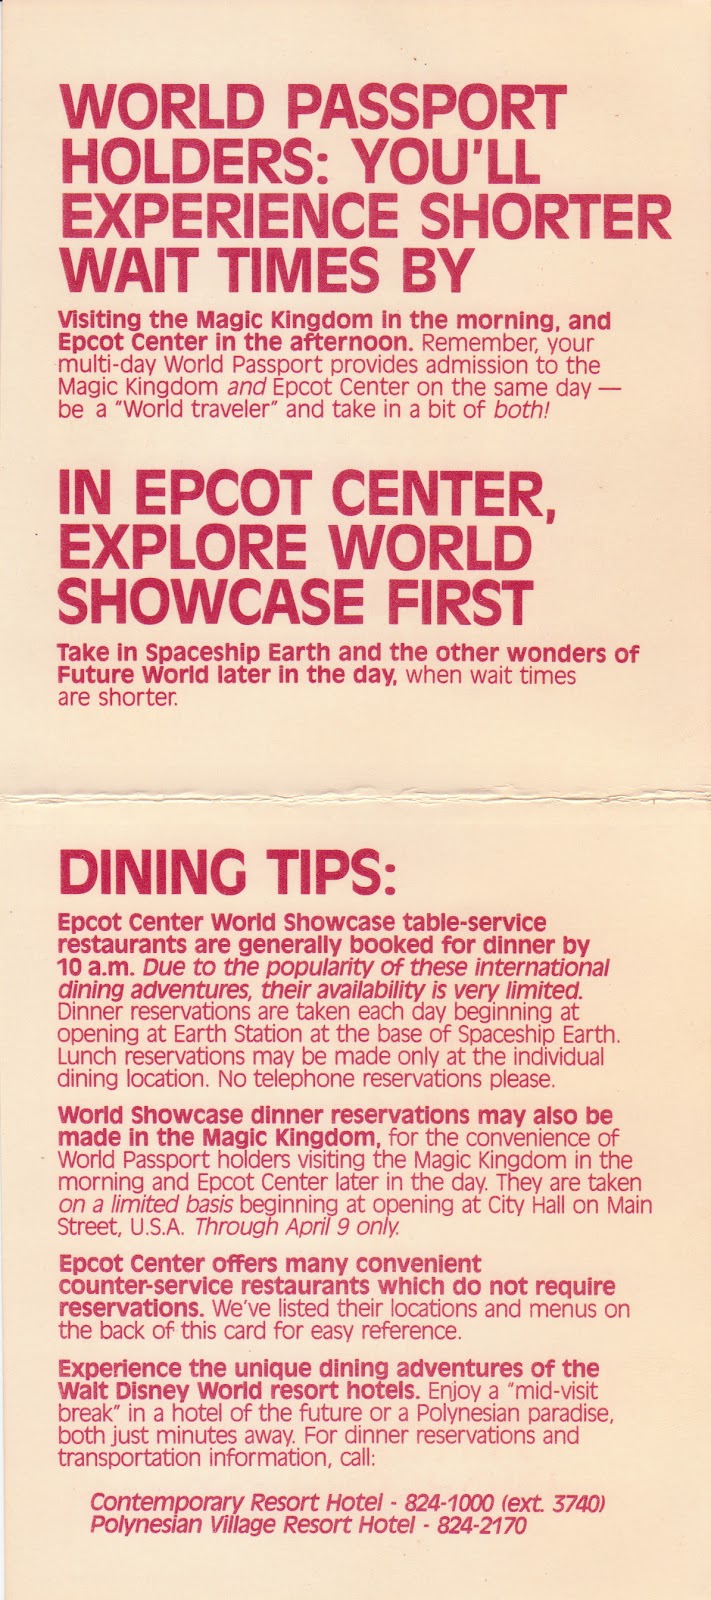 WORLD PASSPORT
HOLDERS: YOU'LL
EXPERIENCE SHORTER
WAIT TIMES BY
Visiting the Magic Kingdom in the morning, and
Epcot Center in the afternoon. Remember, your
multi-day World Passport provides admission to the
Magic Kingdom and Epcot Center on the same day —
be a "World traveler" and take in a bit of both!
IN EPCOT CENTER,
EXPLORE WORLD
SHOWCASE FIRST
Take in Spaceship Earth and the other wonders of
Future World later in the day, when wait times
are shorter.
DINING TIPS:
Epcot Center World Showcase table-service
restaurants are generally booked for dinner by
10 a.m. Due to the popularity of these international
dining adventures, their availability is very limited.
Dinner reservations are taken each day beginning at
opening at Earth Station at the base of Spaceship Earth.
Lunch reservations may be made only at the individual
dining location. No telephone reservations please.
World Showcase dinner reservations may also be
made in the Magic Kingdom, for the convenience of
World Passport holders visiting the Magic Kingdom in the
morning and Epcot Center later in the day. They are taken
on a limited basis beginning at opening at City Hall on Main
Street, U.S.A. Through April 9 only.
Epcot Center offers many convenient
counter-service restaurants which do not require
reservations. We've listed their locations and menus on
the back of this card for easy reference.
Experience the unique dining adventures of the
Walt Disney World resort hotels. Enjoy a "mid-visit
break" in a hotel of the future or a Polynesian paradise,
both just minutes away. For dinner reservations and
transportation information, call:
Contemporary Resort Hotel - 824-1000 (ext. 3740)
Polynesian Village Resort Hotel - 824-2170